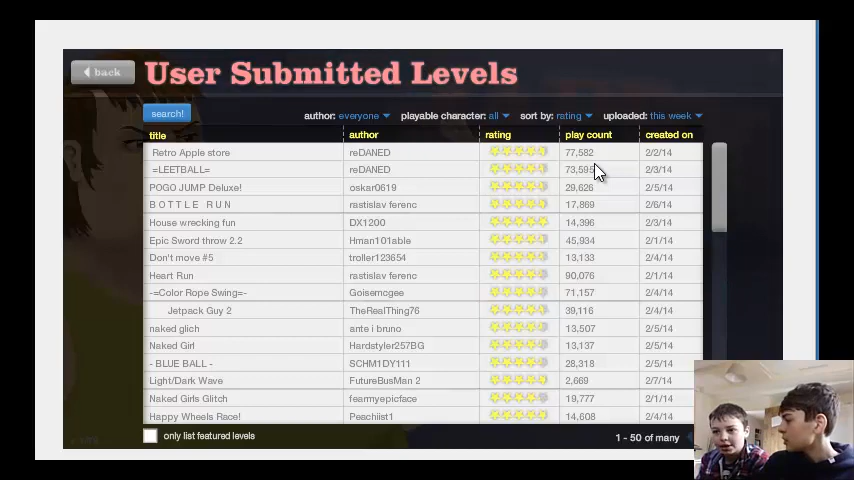 back User Submitted Levels
search! author: everyone playable character: all sort by: rating uploaded: this week
title author rating play count created on
Retro Apple store reDANED 77,582 2/2/14
=LEETBALL= reDANED 73,595 2/3/14
POGO JUMP Deluxe! oskar0619 29,626 2/5/14
B O T T L E R U N rastislav ferenc 17,869 2/6/14
House wrecking fun DX1200 14,396 2/3/14
Epic Sword throw 2.2 Hman101able 45,934 2/1/14
Don't move #5 troller123654 13,133 2/4/14
Heart Run rastislav ferenc 90,076 2/1/14
-=Color Rope Swing=- Goisemcgee 71,157 2/4/14
Jetpack Guy 2 TheRealThing76 39,116 2/4/14
naked glich ante i bruno 13,507 2/5/14
Naked Girl Hardstyler257BG 13,137 2/5/14
- BLUE BALL - SCHM1DY111 28,318 2/5/14
Light/Dark Wave FutureBusMan 2 2,669 2/7/14
Naked Girls Glitch fearmyepicface 19,777 2/1/14
Happy Wheels Race! Peachiist1 14,608 2/4/14
only list featured levels 1 - 50 of many